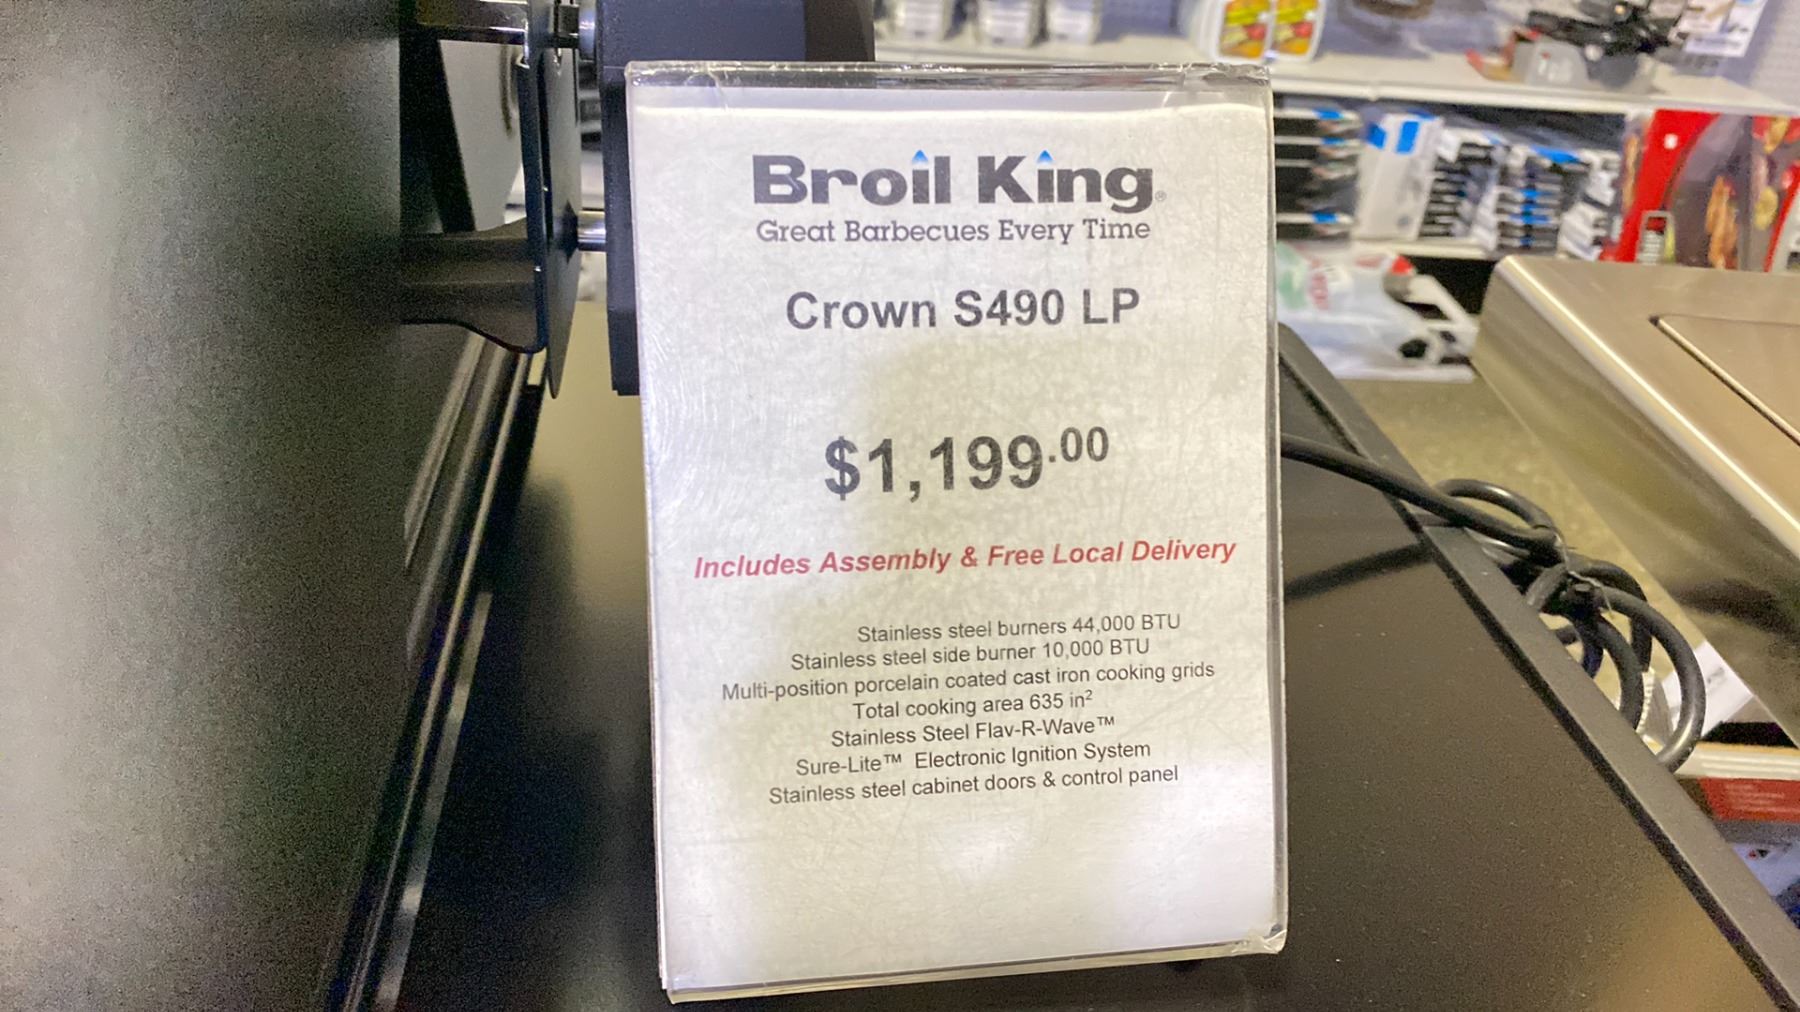 Broil King®
Great Barbecues Every Time
Crown S490 LP
$1,199.00
Includes Assembly & Free Local Delivery
Stainless steel burners 44,000 BTU
Stainless steel side burner 10,000 BTU
Multi-position porcelain coated cast iron cooking grids
Total cooking area 635 in²
Stainless Steel Flav-R-Wave™
Sure-Lite™ Electronic Ignition System
Stainless steel cabinet doors & control panel